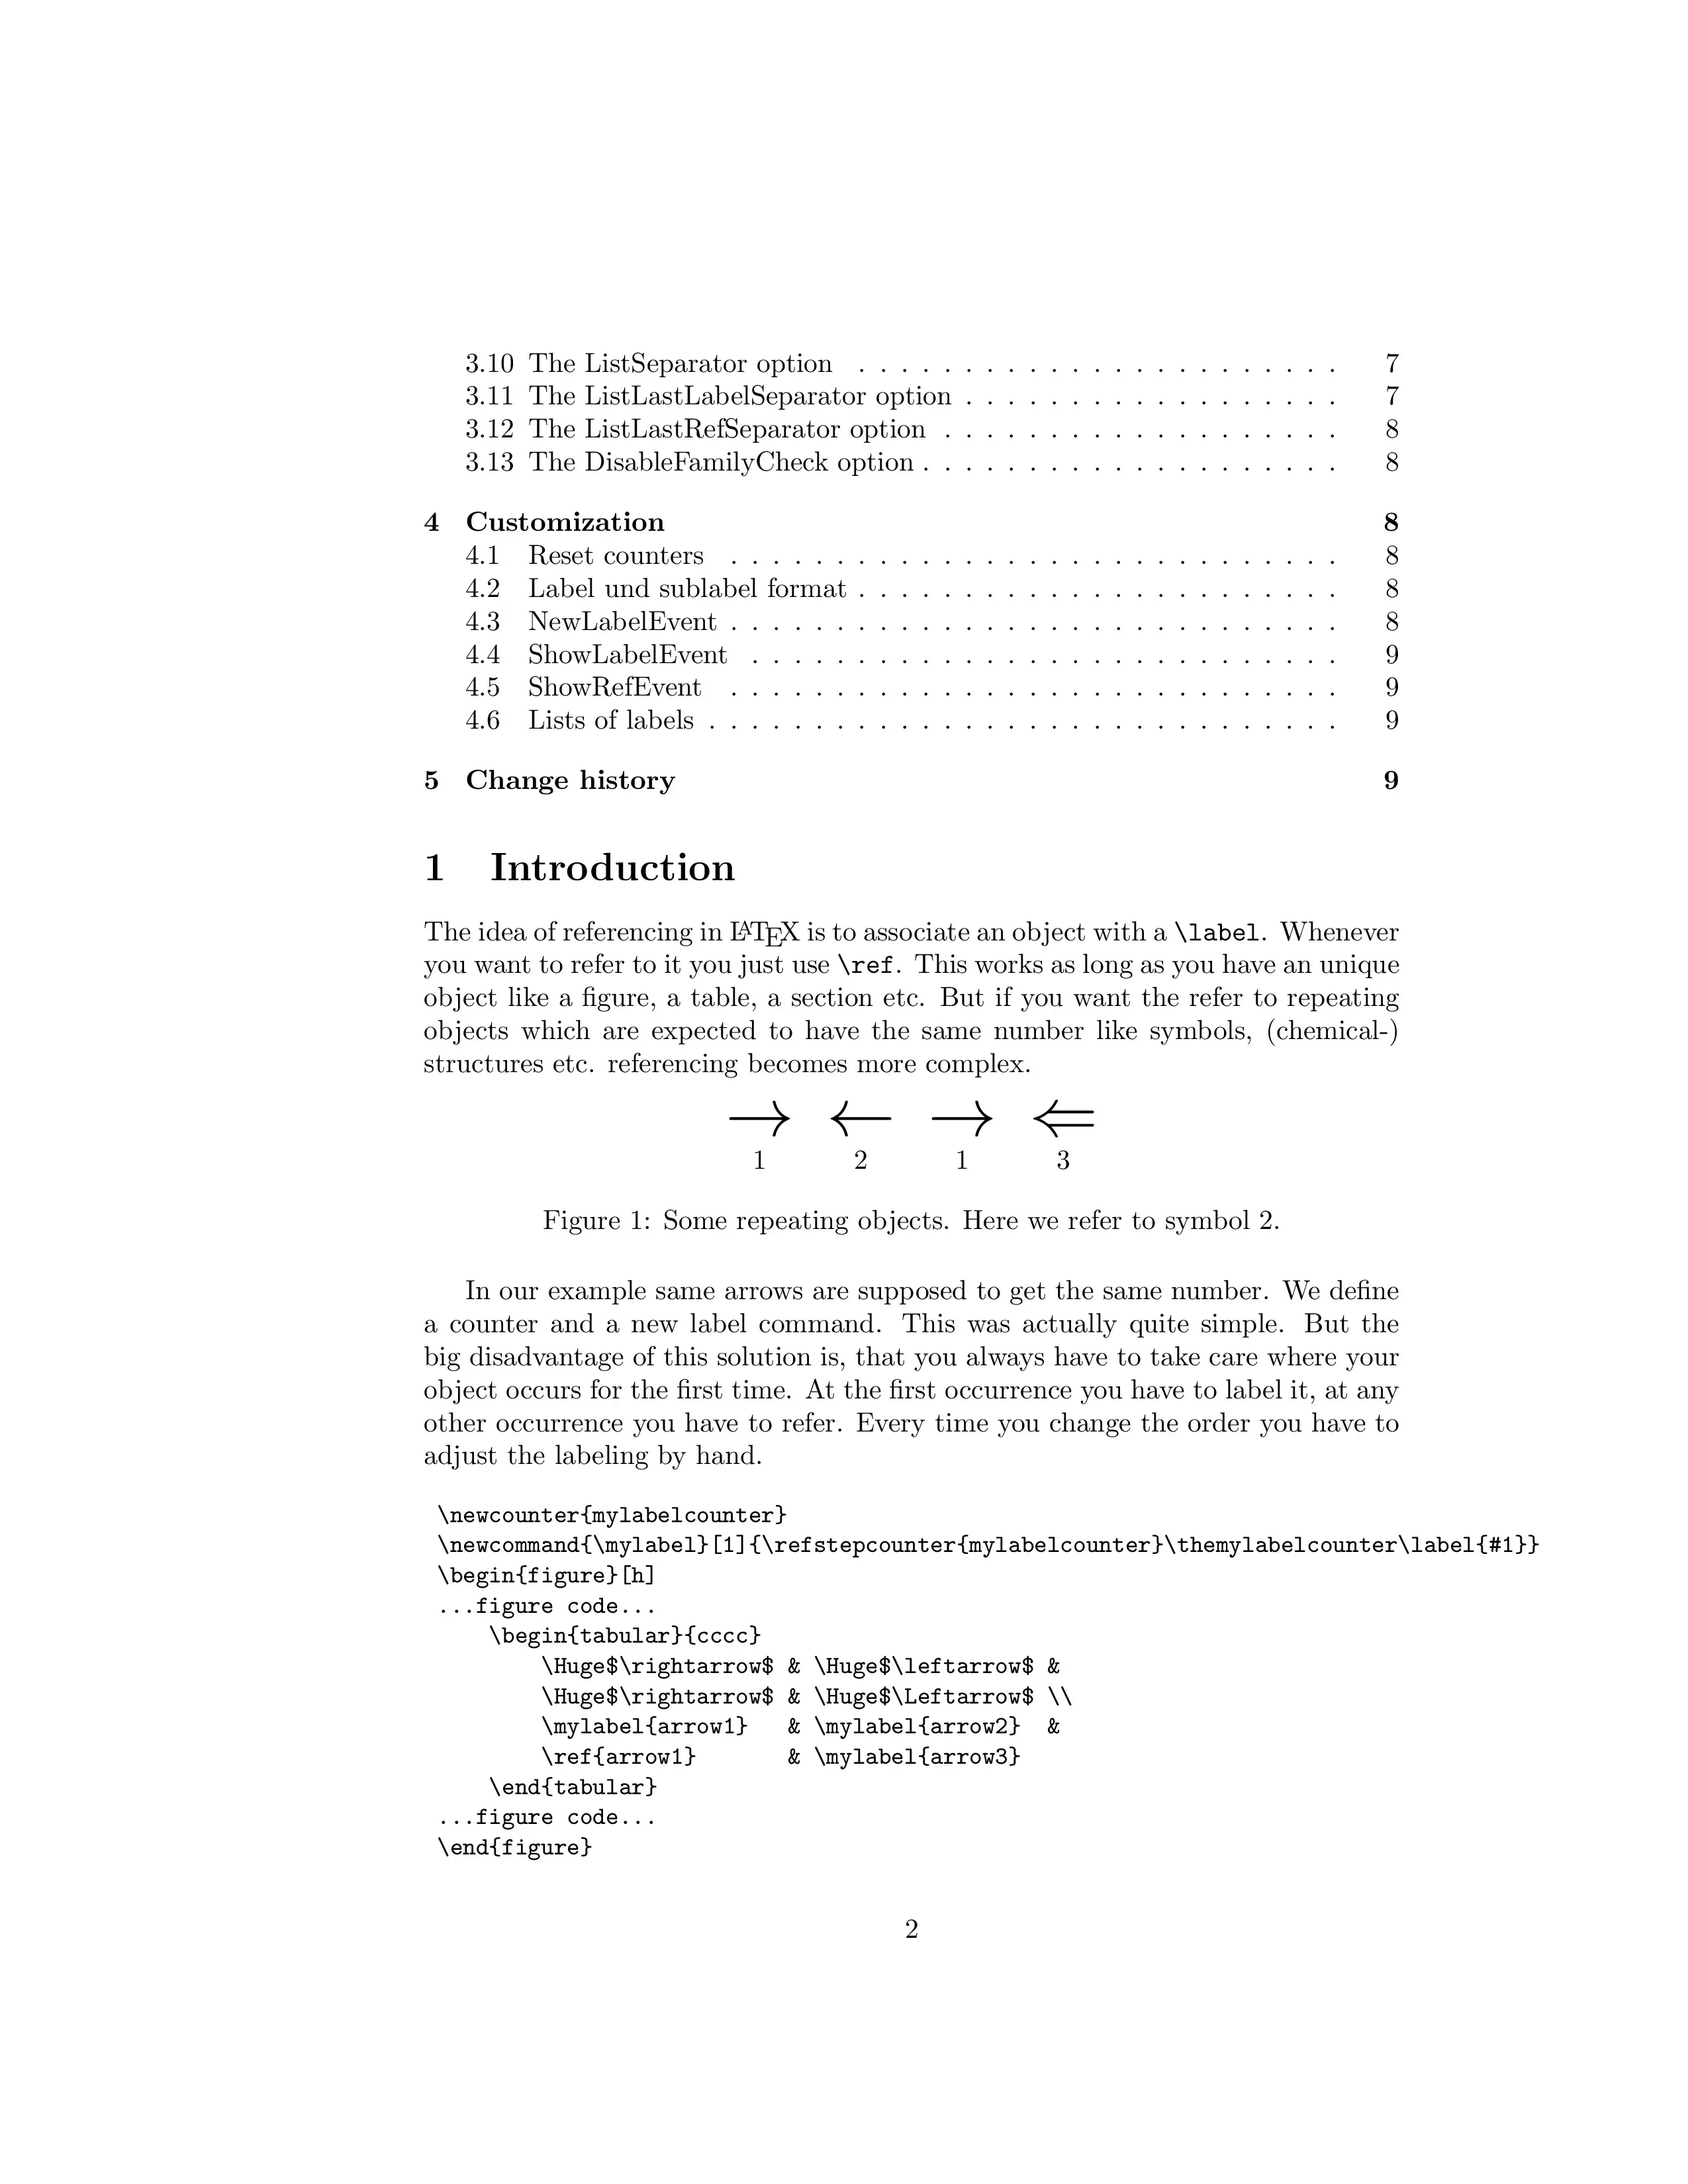 3.10 The ListSeparator option . . . . . . . . . . . . . . . . . . . . . . . 7
3.11 The ListLastLabelSeparator option . . . . . . . . . . . . . . . . . . 7
3.12 The ListLastRefSeparator option . . . . . . . . . . . . . . . . . . . 8
3.13 The DisableFamilyCheck option . . . . . . . . . . . . . . . . . . . . 8
4 Customization 8
4.1 Reset counters . . . . . . . . . . . . . . . . . . . . . . . . . . . . . 8
4.2 Label und sublabel format . . . . . . . . . . . . . . . . . . . . . . . 8
4.3 NewLabelEvent . . . . . . . . . . . . . . . . . . . . . . . . . . . . . 8
4.4 ShowLabelEvent . . . . . . . . . . . . . . . . . . . . . . . . . . . . 9
4.5 ShowRefEvent . . . . . . . . . . . . . . . . . . . . . . . . . . . . . 9
4.6 Lists of labels . . . . . . . . . . . . . . . . . . . . . . . . . . . . . . 9
5 Change history 9
1 Introduction
The idea of referencing in LATEX is to associate an object with a \label. Whenever
you want to refer to it you just use \ref. This works as long as you have an unique
object like a figure, a table, a section etc. But if you want the refer to repeating
objects which are expected to have the same number like symbols, (chemical-)
structures etc. referencing becomes more complex.
→ ← → ⇐
1 2 1 3
Figure 1: Some repeating objects. Here we refer to symbol 2.
In our example same arrows are supposed to get the same number. We define
a counter and a new label command. This was actually quite simple. But the
big disadvantage of this solution is, that you always have to take care where your
object occurs for the first time. At the first occurrence you have to label it, at any
other occurrence you have to refer. Every time you change the order you have to
adjust the labeling by hand.
\newcounter{mylabelcounter}
\newcommand{\mylabel}[1]{\refstepcounter{mylabelcounter}\themylabelcounter\label{#1}}
\begin{figure}[h]
...figure code...
    \begin{tabular}{cccc}
        \Huge$\rightarrow$ & \Huge$\leftarrow$ &
        \Huge$\rightarrow$ & \Huge$\Leftarrow$ \\
        \mylabel{arrow1}   & \mylabel{arrow2}  &
        \ref{arrow1}       & \mylabel{arrow3}
    \end{tabular}
...figure code...
\end{figure}
2